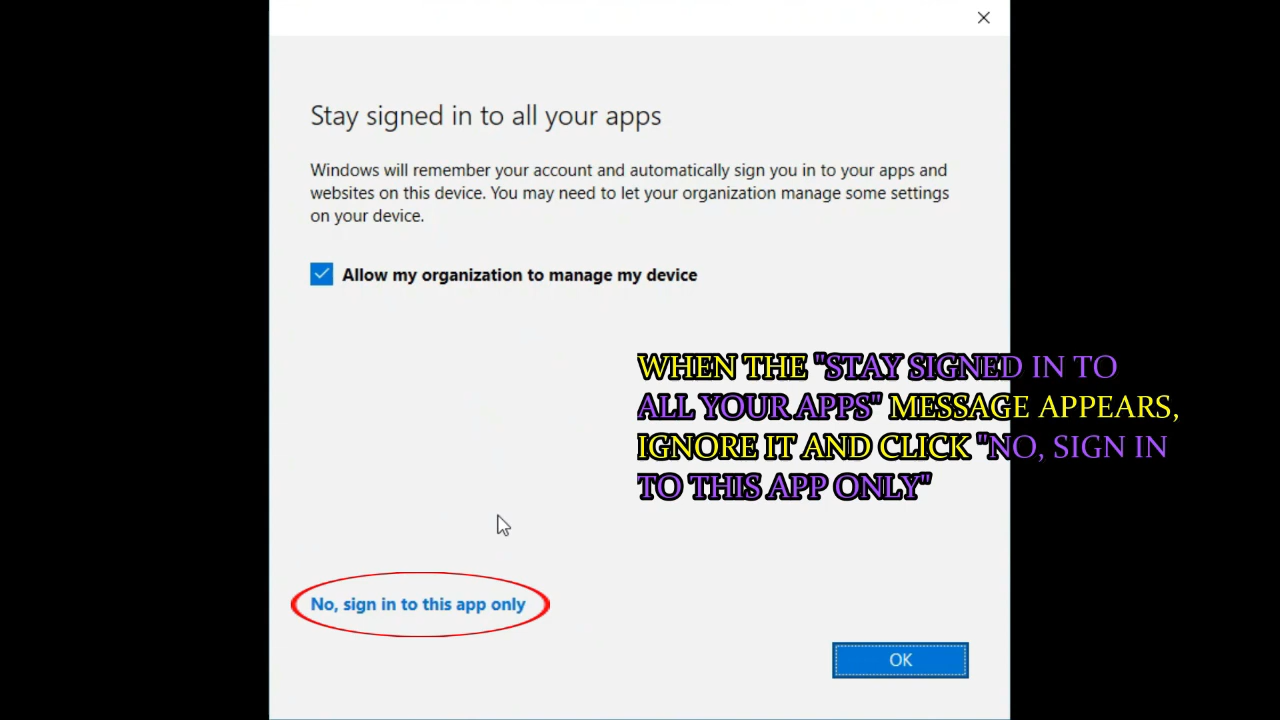 Stay signed in to all your apps
Windows will remember your account and automatically sign you in to your apps and
websites on this device. You may need to let your organization manage some settings
on your device.
Allow my organization to manage my device
WHEN THE "STAY SIGNED IN TO
ALL YOUR APPS" MESSAGE APPEARS,
IGNORE IT AND CLICK "NO, SIGN IN
TO THIS APP ONLY"
No, sign in to this app only
OK